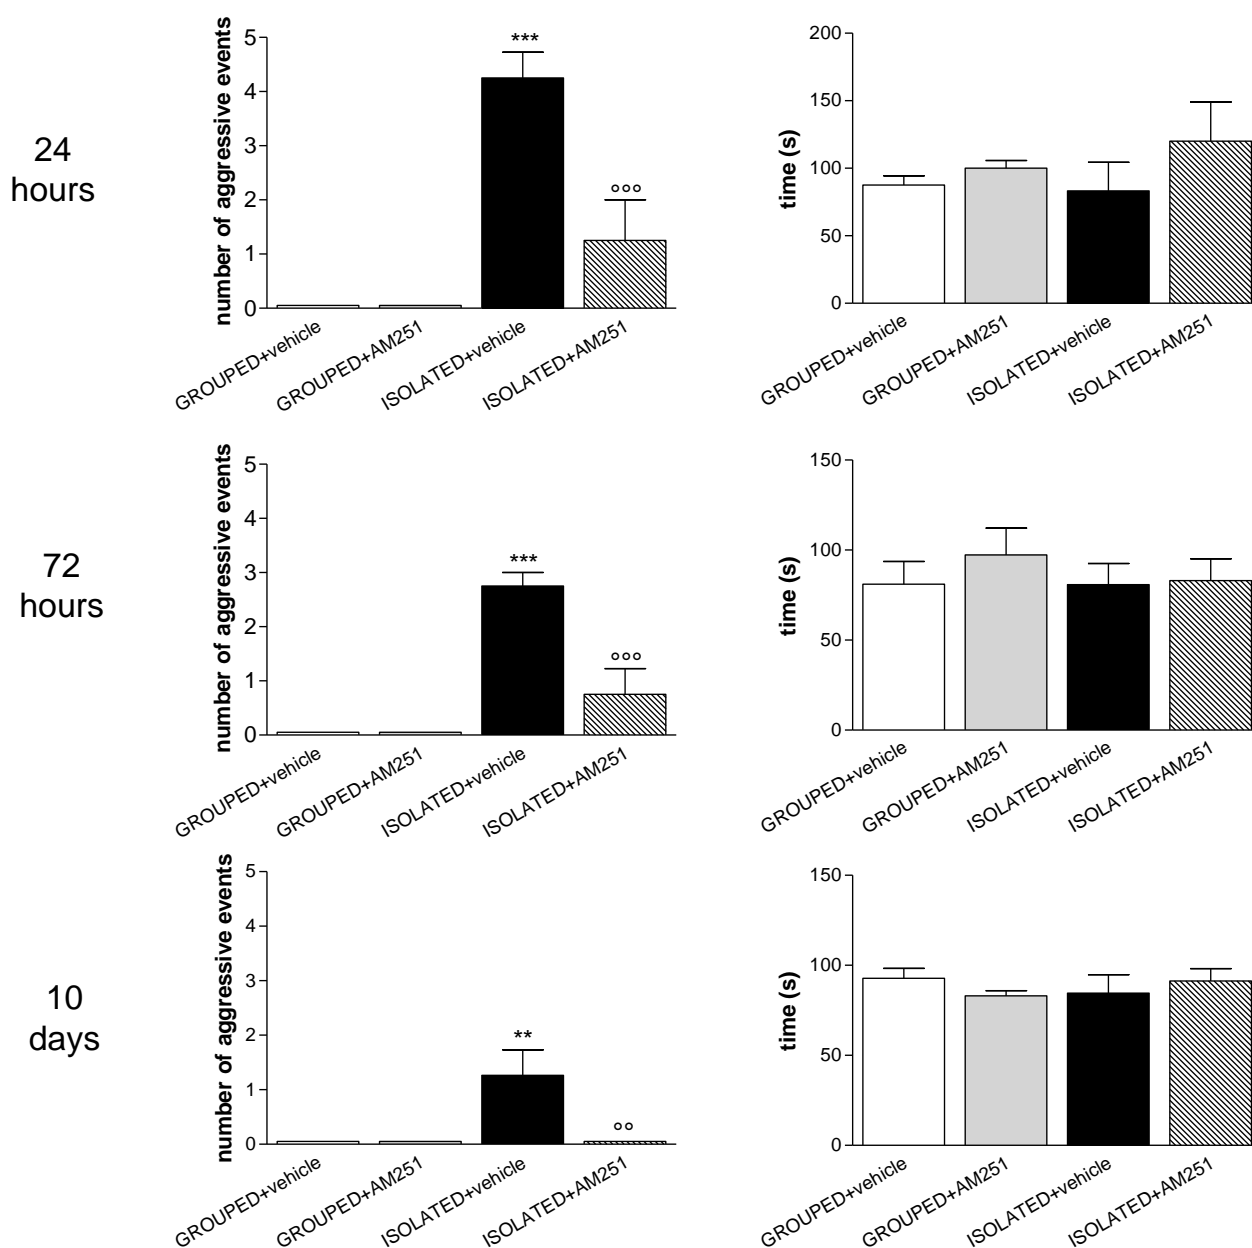 24
hours
number of aggressive events
5
4
3
2
1
0
***
°°°
GROUPED+vehicle
GROUPED+AM251
ISOLATED+vehicle
ISOLATED+AM251
time (s)
200
150
100
50
0
GROUPED+vehicle
GROUPED+AM251
ISOLATED+vehicle
ISOLATED+AM251
72
hours
number of aggressive events
5
4
3
2
1
0
***
°°°
GROUPED+vehicle
GROUPED+AM251
ISOLATED+vehicle
ISOLATED+AM251
time (s)
150
100
50
0
GROUPED+vehicle
GROUPED+AM251
ISOLATED+vehicle
ISOLATED+AM251
10
days
number of aggressive events
5
4
3
2
1
0
**
°°
GROUPED+vehicle
GROUPED+AM251
ISOLATED+vehicle
ISOLATED+AM251
time (s)
150
100
50
0
GROUPED+vehicle
GROUPED+AM251
ISOLATED+vehicle
ISOLATED+AM251